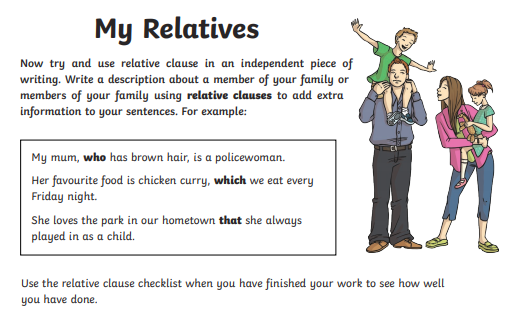 My Relatives
Now try and use relative clause in an independent piece of
writing. Write a description about a member of your family or
members of your family using relative clauses to add extra
information to your sentences. For example:
My mum, who has brown hair, is a policewoman.
Her favourite food is chicken curry, which we eat every
Friday night.
She loves the park in our hometown that she always
played in as a child.
Use the relative clause checklist when you have finished your work to see how well
you have done.